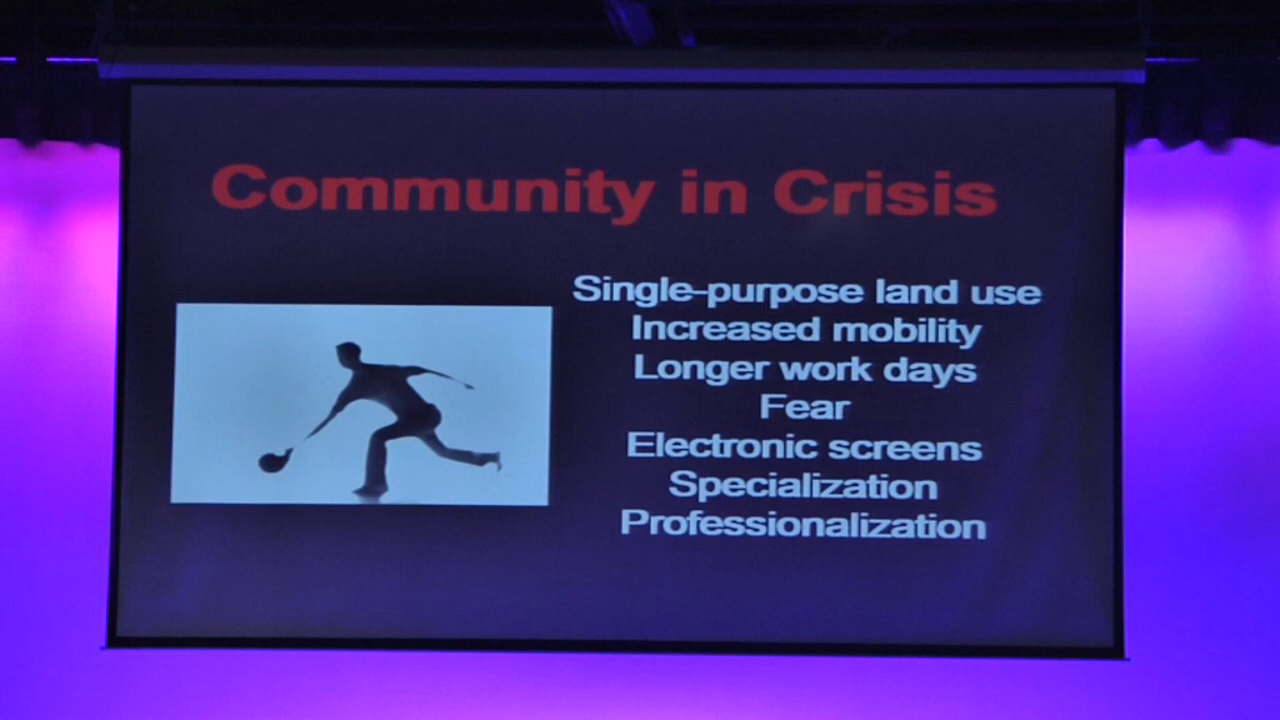 Community in Crisis
Single-purpose land use
Increased mobility
Longer work days
Fear
Electronic screens
Specialization
Professionalization